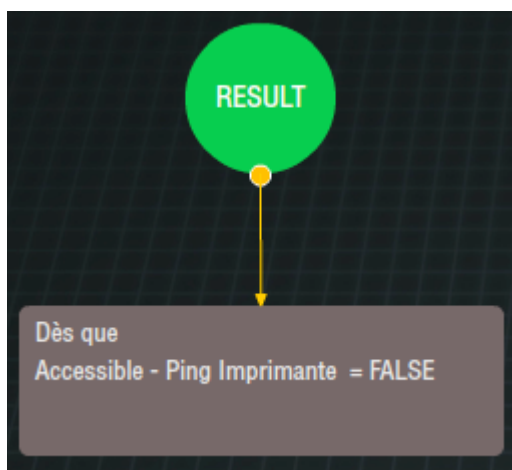 RESULT
Dès que
Accessible - Ping Imprimante = FALSE